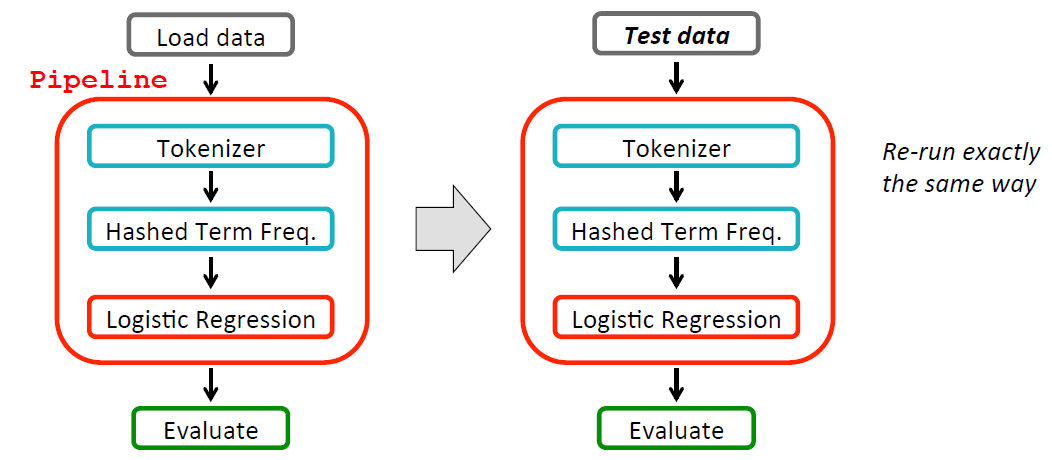 Load data
Pipeline
Tokenizer
Hashed Term Freq.
Logistic Regression
Evaluate
Test data
Tokenizer
Hashed Term Freq.
Logistic Regression
Evaluate
Re-run exactly
the same way